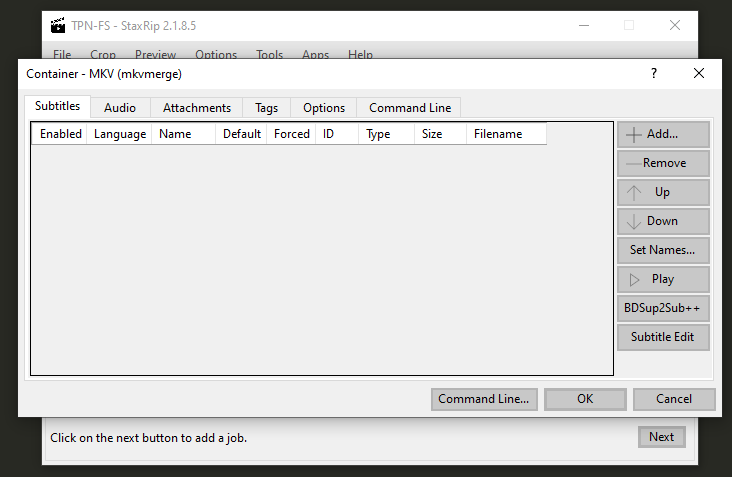 TPN-FS - StaxRip 2.1.8.5
File Crop Preview Options Tools Apps Help
Container - MKV (mkvmerge)
?
Subtitles Audio Attachments Tags Options Command Line
Enabled Language Name Default Forced ID Type Size Filename
Add...
Remove
Up
Down
Set Names...
Play
BDSup2Sub++
Subtitle Edit
Command Line... OK Cancel
Click on the next button to add a job.
Next